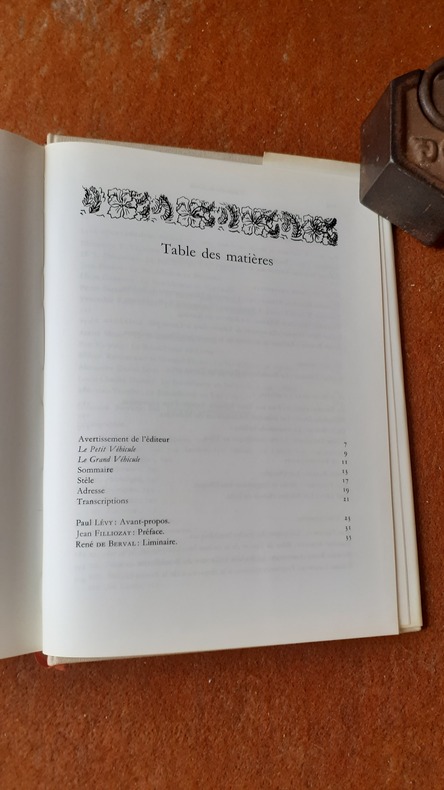 Table des matières
Avertissement de l'éditeur 7
Le Petit Véhicule 9
Le Grand Véhicule 11
Sommaire 13
Stèle 17
Adresse 19
Transcriptions 21
Paul LÉVY : Avant-propos. 23
Jean FILLIOZAT : Préface. 31
René DE BERVAL : Liminaire.